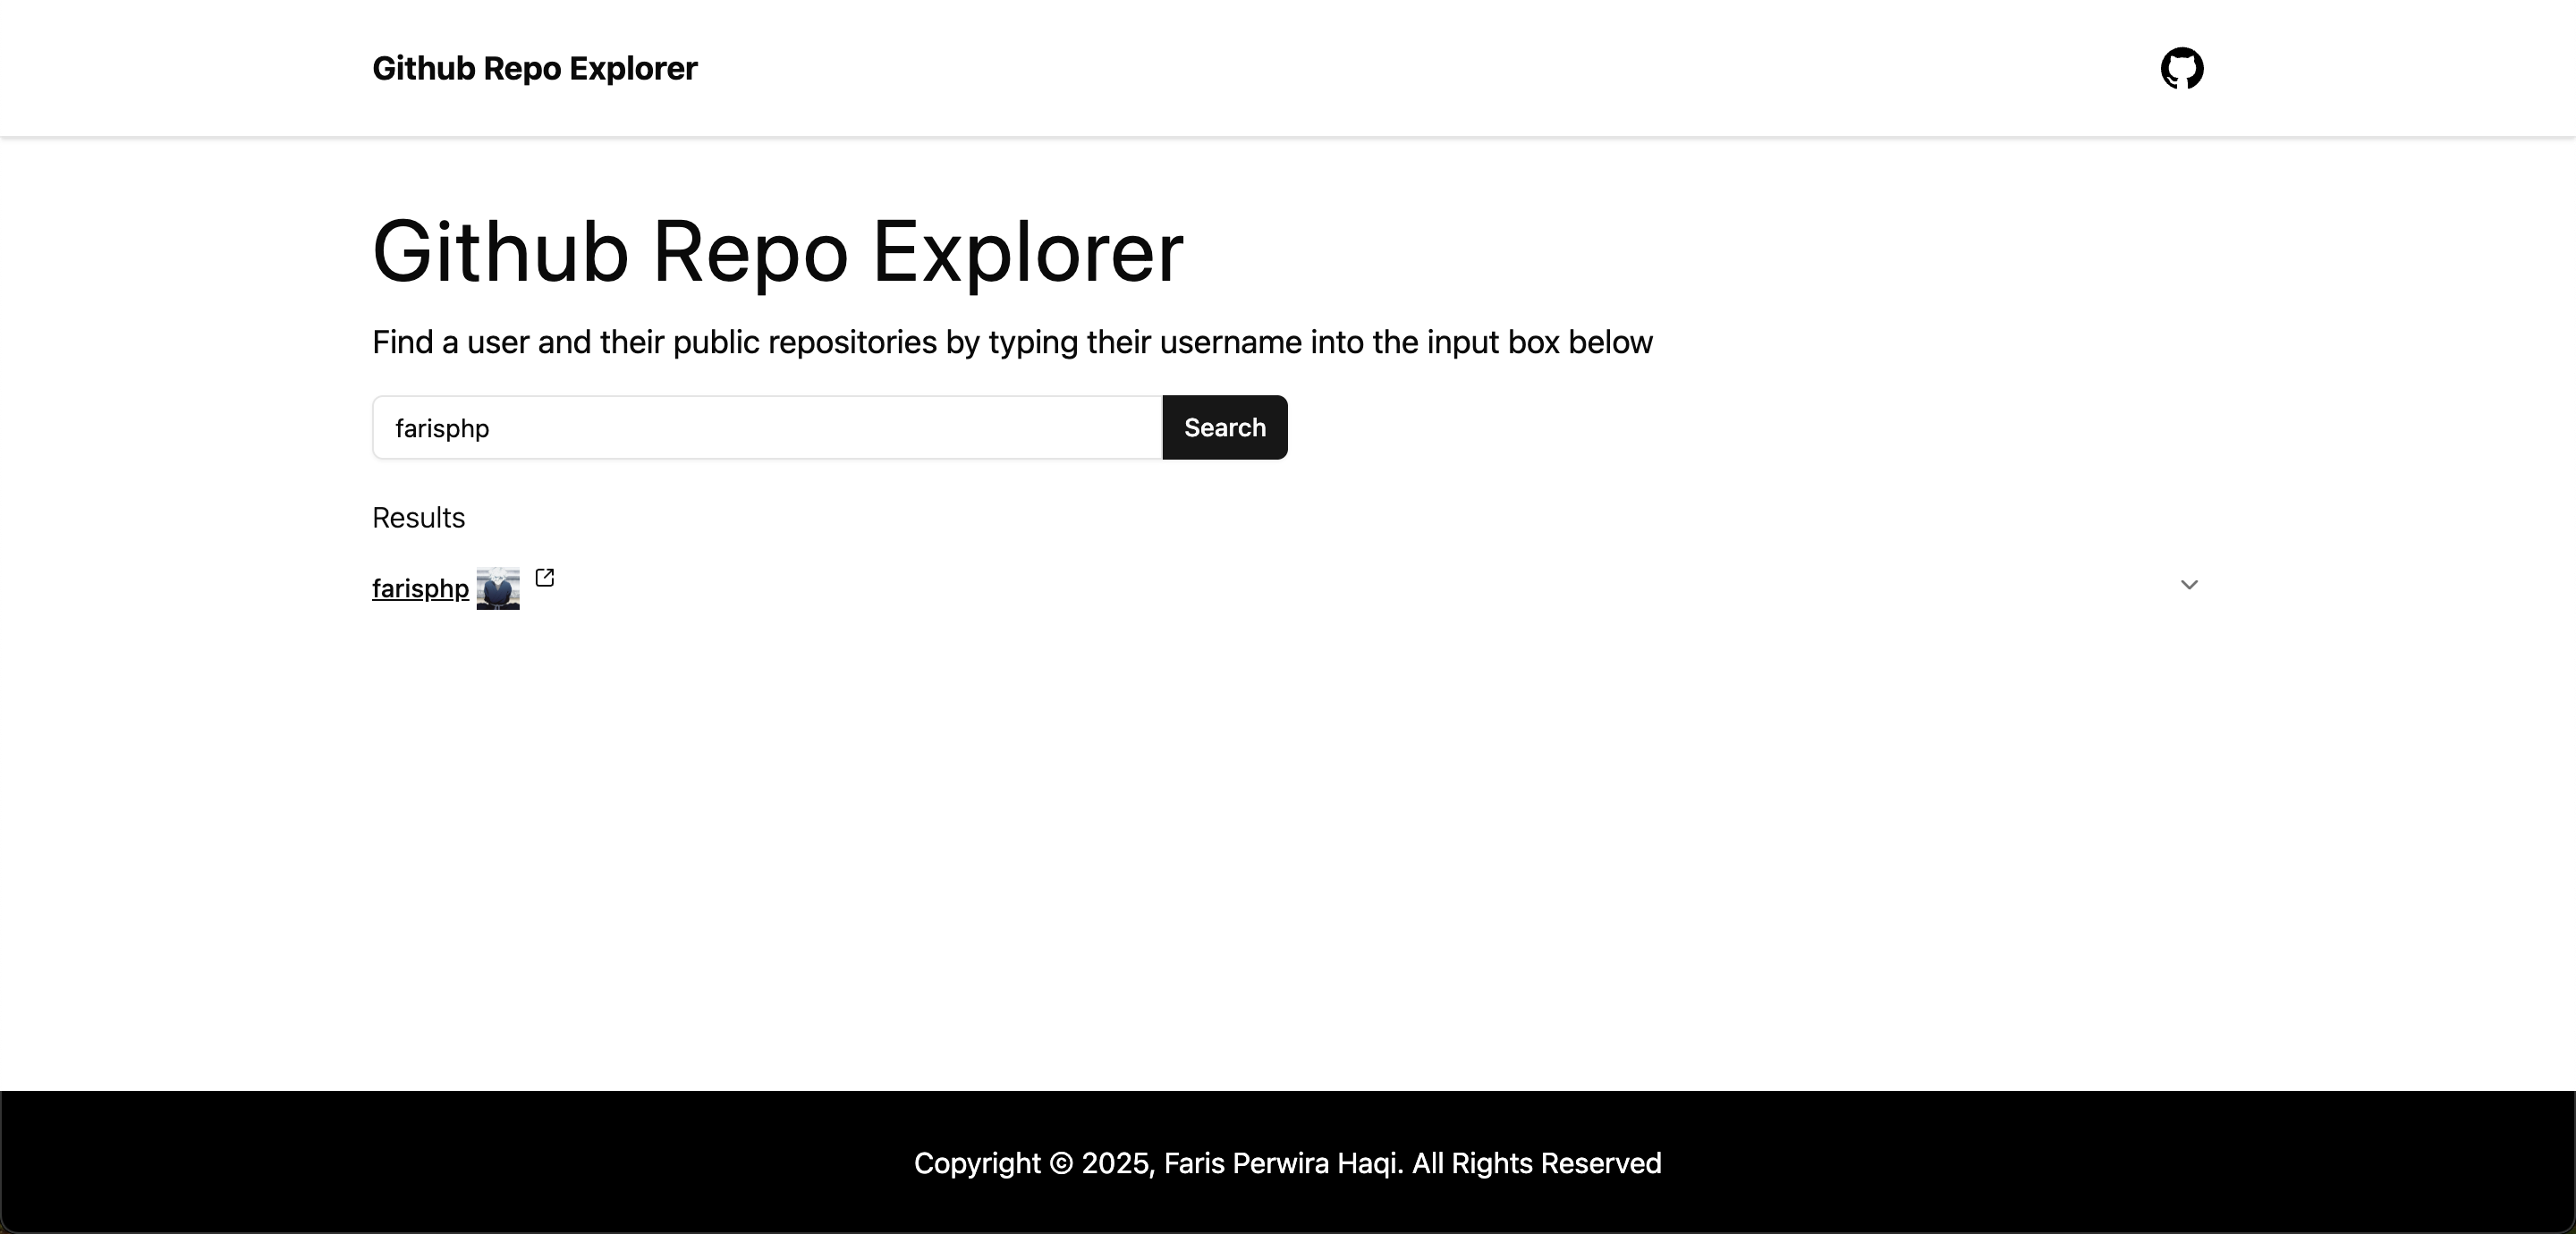 Github Repo Explorer
Github Repo Explorer
Find a user and their public repositories by typing their username into the input box below
farisphp
Search
Results
farisphp
Copyright © 2025, Faris Perwira Haqi. All Rights Reserved